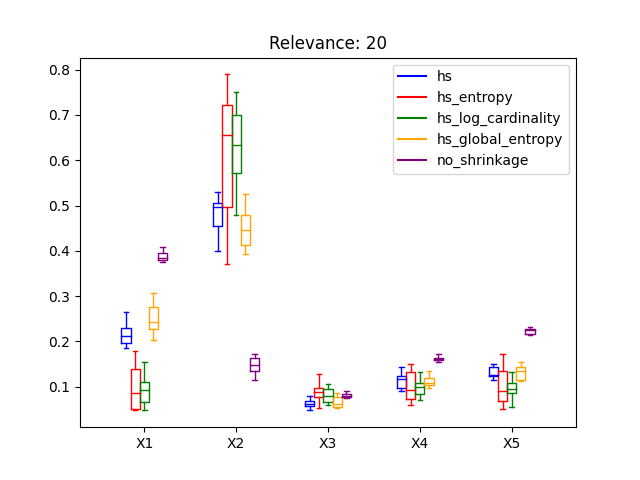 Relevance: 20
0.8
0.7
0.6
0.5
0.4
0.3
0.2
0.1
hs
hs_entropy
hs_log_cardinality
hs_global_entropy
no_shrinkage
X1 X2 X3 X4 X5